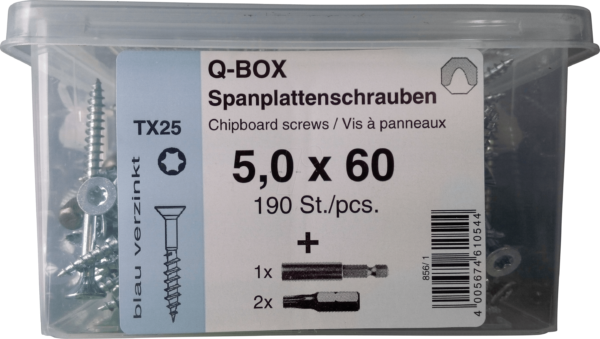 Q-BOX
Spanplattenschrauben
Chipboard screws / Vis à panneaux
TX25
5,0 x 60
190 St./pcs.
+
1x
2x
blau verzinkt
856/1
4 005674 610544